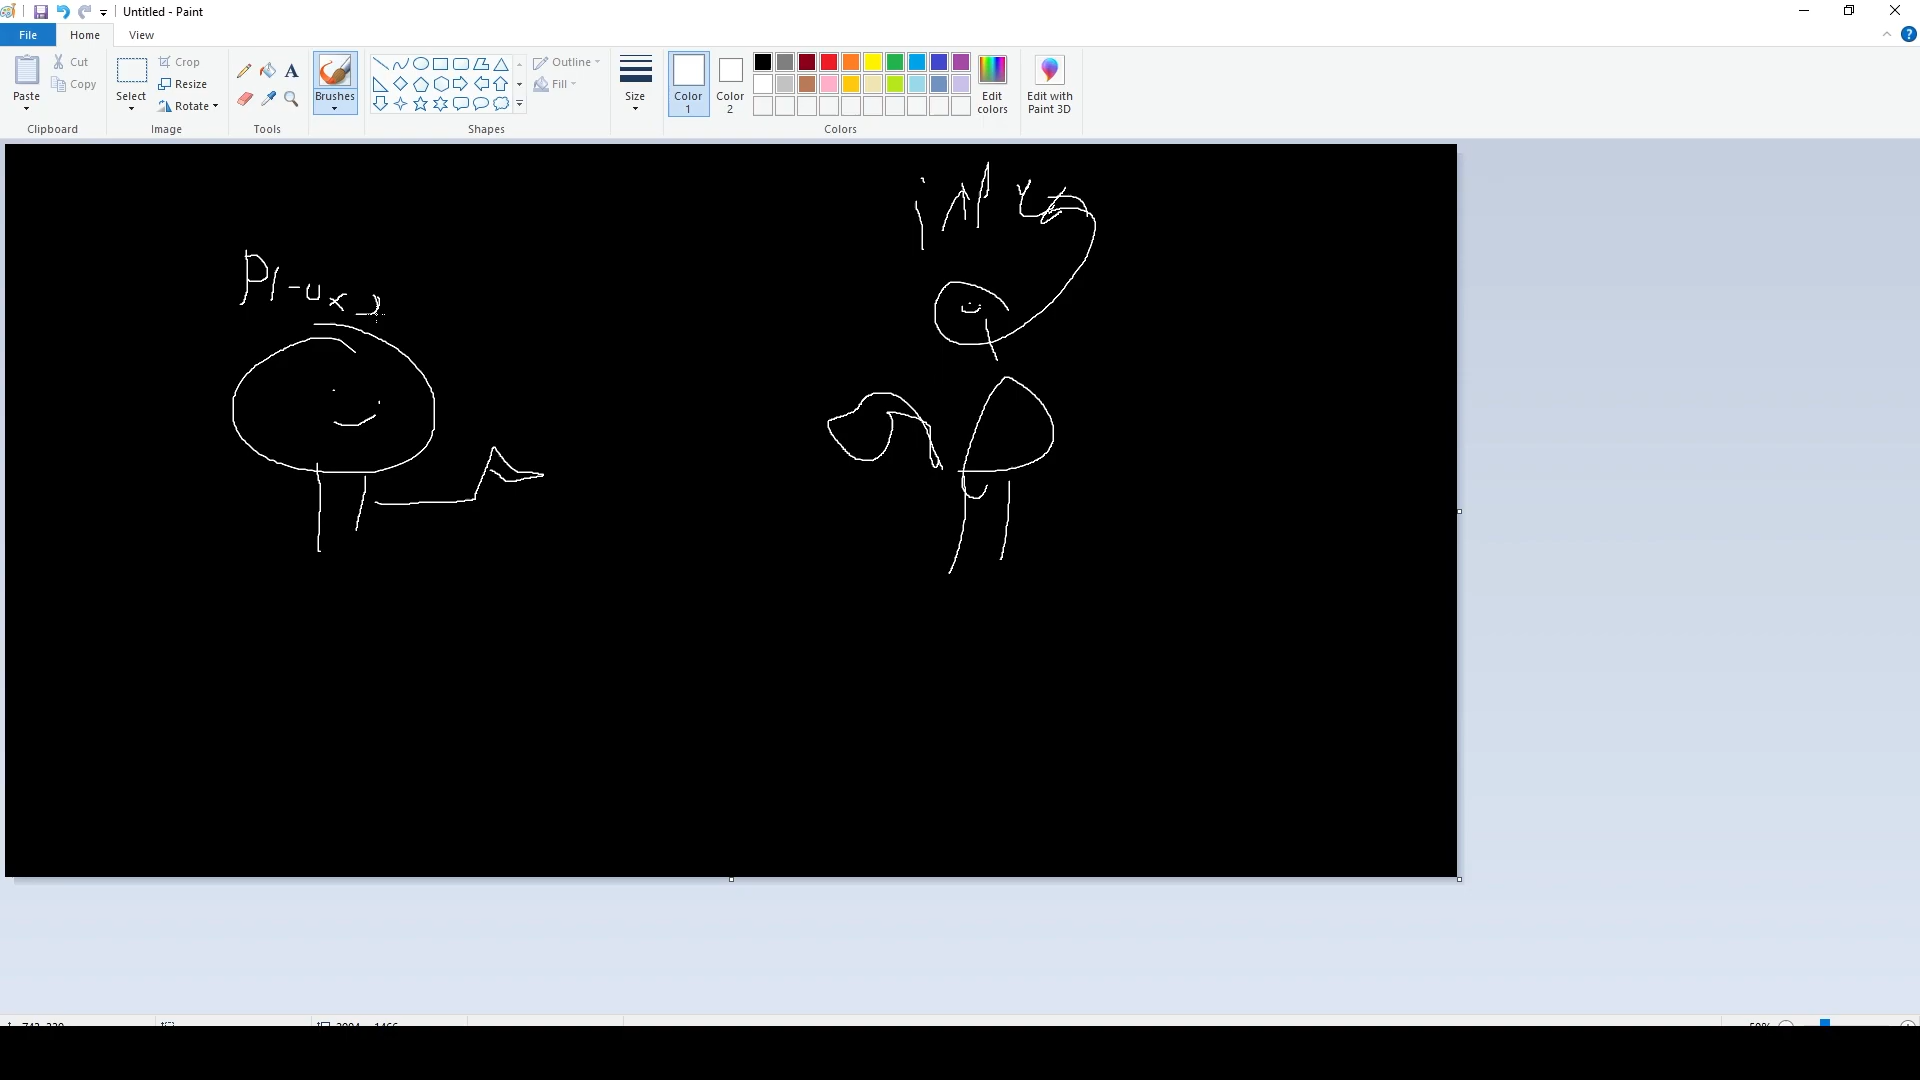 Untitled - Paint
File
Home
View
Paste
Cut
Copy
Clipboard
Select
Crop
Resize
Rotate
Image
Tools
A
Brushes
Shapes
Outline
Fill
Size
Color 1
Color 2
Colors
Edit colors
Edit with Paint 3D